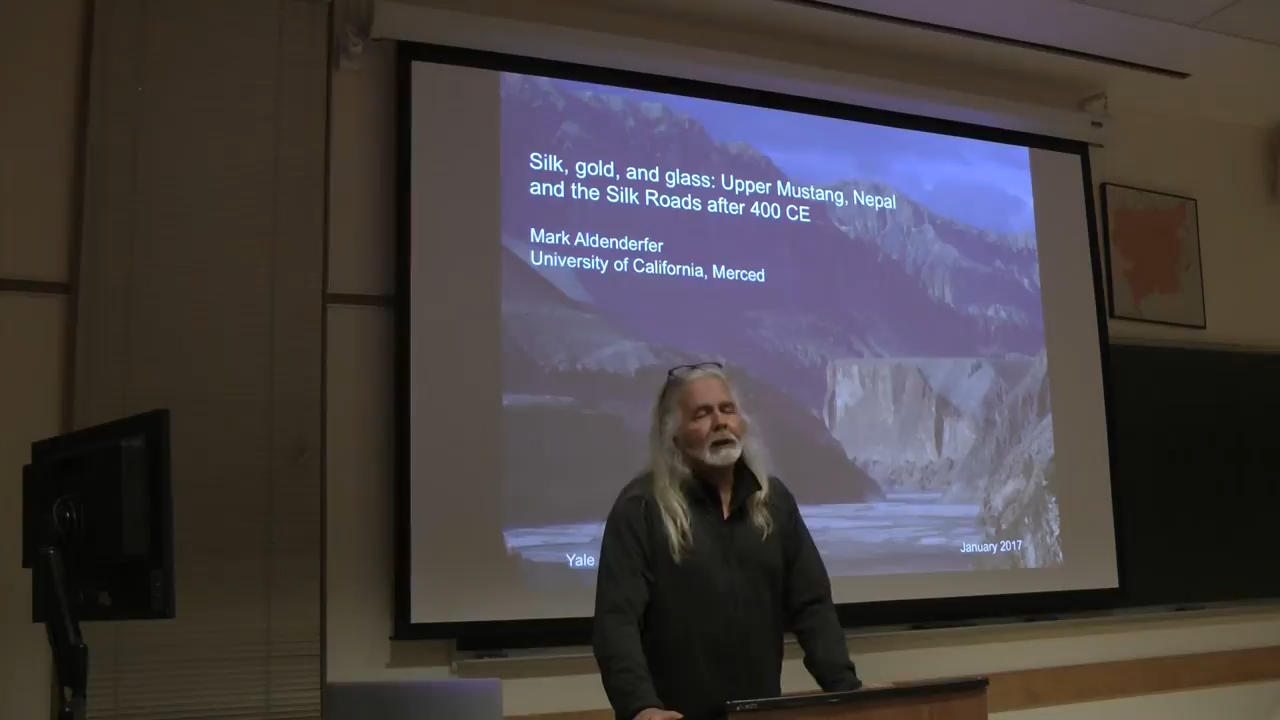 Silk, gold, and glass: Upper Mustang, Nepal
and the Silk Roads after 400 CE
Mark Aldenderfer
University of California, Merced
Yale
January 2017